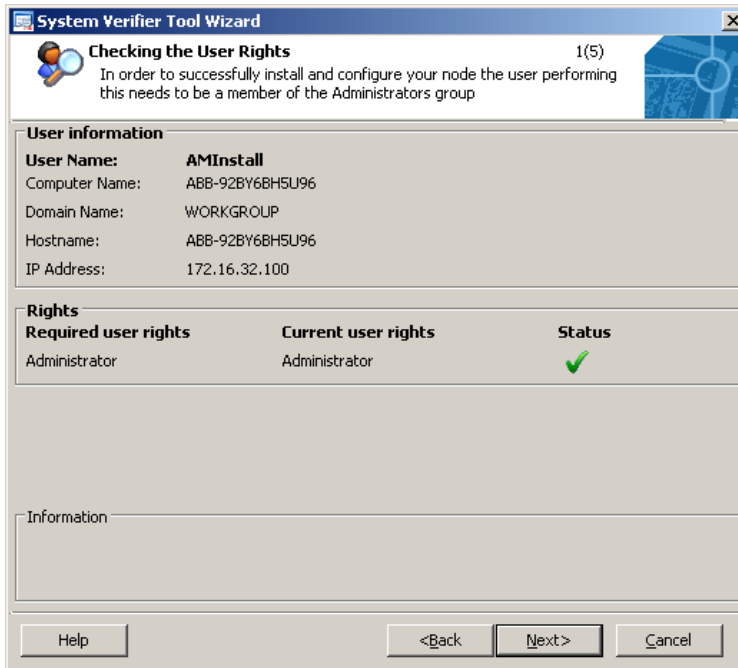 System Verifier Tool Wizard
Checking the User Rights 1(5)
In order to successfully install and configure your node the user performing
this needs to be a member of the Administrators group
User information
User Name: AMInstall
Computer Name: ABB-92BY6BH5U96
Domain Name: WORKGROUP
Hostname: ABB-92BY6BH5U96
IP Address: 172.16.32.100
Rights
Required user rights Current user rights Status
Administrator Administrator
Information
Help <Back Next> Cancel